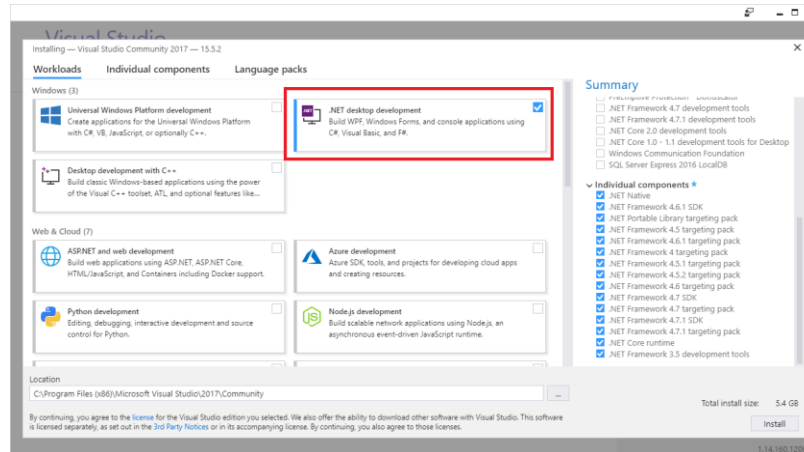 Visual Studio
Installing — Visual Studio Community 2017 — 15.5.2
Workloads
Individual components
Language packs
Windows (3)
Universal Windows Platform development
Create applications for the Universal Windows Platform
with C#, VB, JavaScript, or optionally C++.
.NET desktop development
Build WPF, Windows Forms, and console applications using
C#, Visual Basic, and F#.
Desktop development with C++
Build classic Windows-based applications using the power
of the Visual C++ toolset, ATL, and optional features like...
Web & Cloud (7)
ASP.NET and web development
Build web applications using ASP.NET, ASP.NET Core,
HTML/JavaScript, and Containers including Docker support.
Azure development
Azure SDK, tools, and projects for developing cloud apps
and creating resources.
Python development
Editing, debugging, interactive development and source
control for Python.
Node.js development
Build scalable network applications using Node.js, an
asynchronous event-driven JavaScript runtime.
Summary
PreEmptive Protection - Dotfuscator
.NET Framework 4.7 development tools
.NET Framework 4.7.1 development tools
.NET Core 2.0 development tools
.NET Core 1.0 - 1.1 development tools for Desktop
Windows Communication Foundation
SQL Server Express 2016 LocalDB
Individual components *
.NET Native
.NET Framework 4.6.1 SDK
.NET Portable Library targeting pack
.NET Framework 4.5 targeting pack
.NET Framework 4.6.1 targeting pack
.NET Framework 4 targeting pack
.NET Framework 4.5.1 targeting pack
.NET Framework 4.5.2 targeting pack
.NET Framework 4.6 targeting pack
.NET Framework 4.7 SDK
.NET Framework 4.7 targeting pack
.NET Framework 4.7.1 SDK
.NET Framework 4.7.1 targeting pack
.NET Core runtime
.NET Framework 3.5 development tools
Location
C:\Program Files (x86)\Microsoft Visual Studio\2017\Community
...
By continuing, you agree to the license for the Visual Studio edition you selected. We also offer the ability to download other software with Visual Studio. This software
is licensed separately, as set out in the 3rd Party Notices or in its accompanying license. By continuing, you also agree to those licenses.
Total install size: 5.4 GB
Install